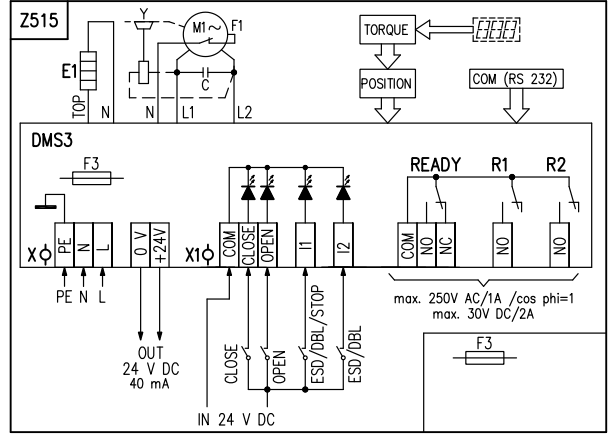 Z515
Y
M1~
F1
E1
C
TOP
N
N
L1
L2
TORQUE
POSITION
COM (RS 232)
DMS3
F3
READY
R1
R2
X
PE
N
L
0 V
+24V
X1
COM
CLOSE
OPEN
I1
I2
COM
NO
NC
NO
NO
PE N L
OUT
24 V DC
40 mA
CLOSE
OPEN
ESD/DBL/STOP
ESD/DBL
IN 24 V DC
max. 250V AC/1A /cos phi=1
max. 30V DC/2A
F3